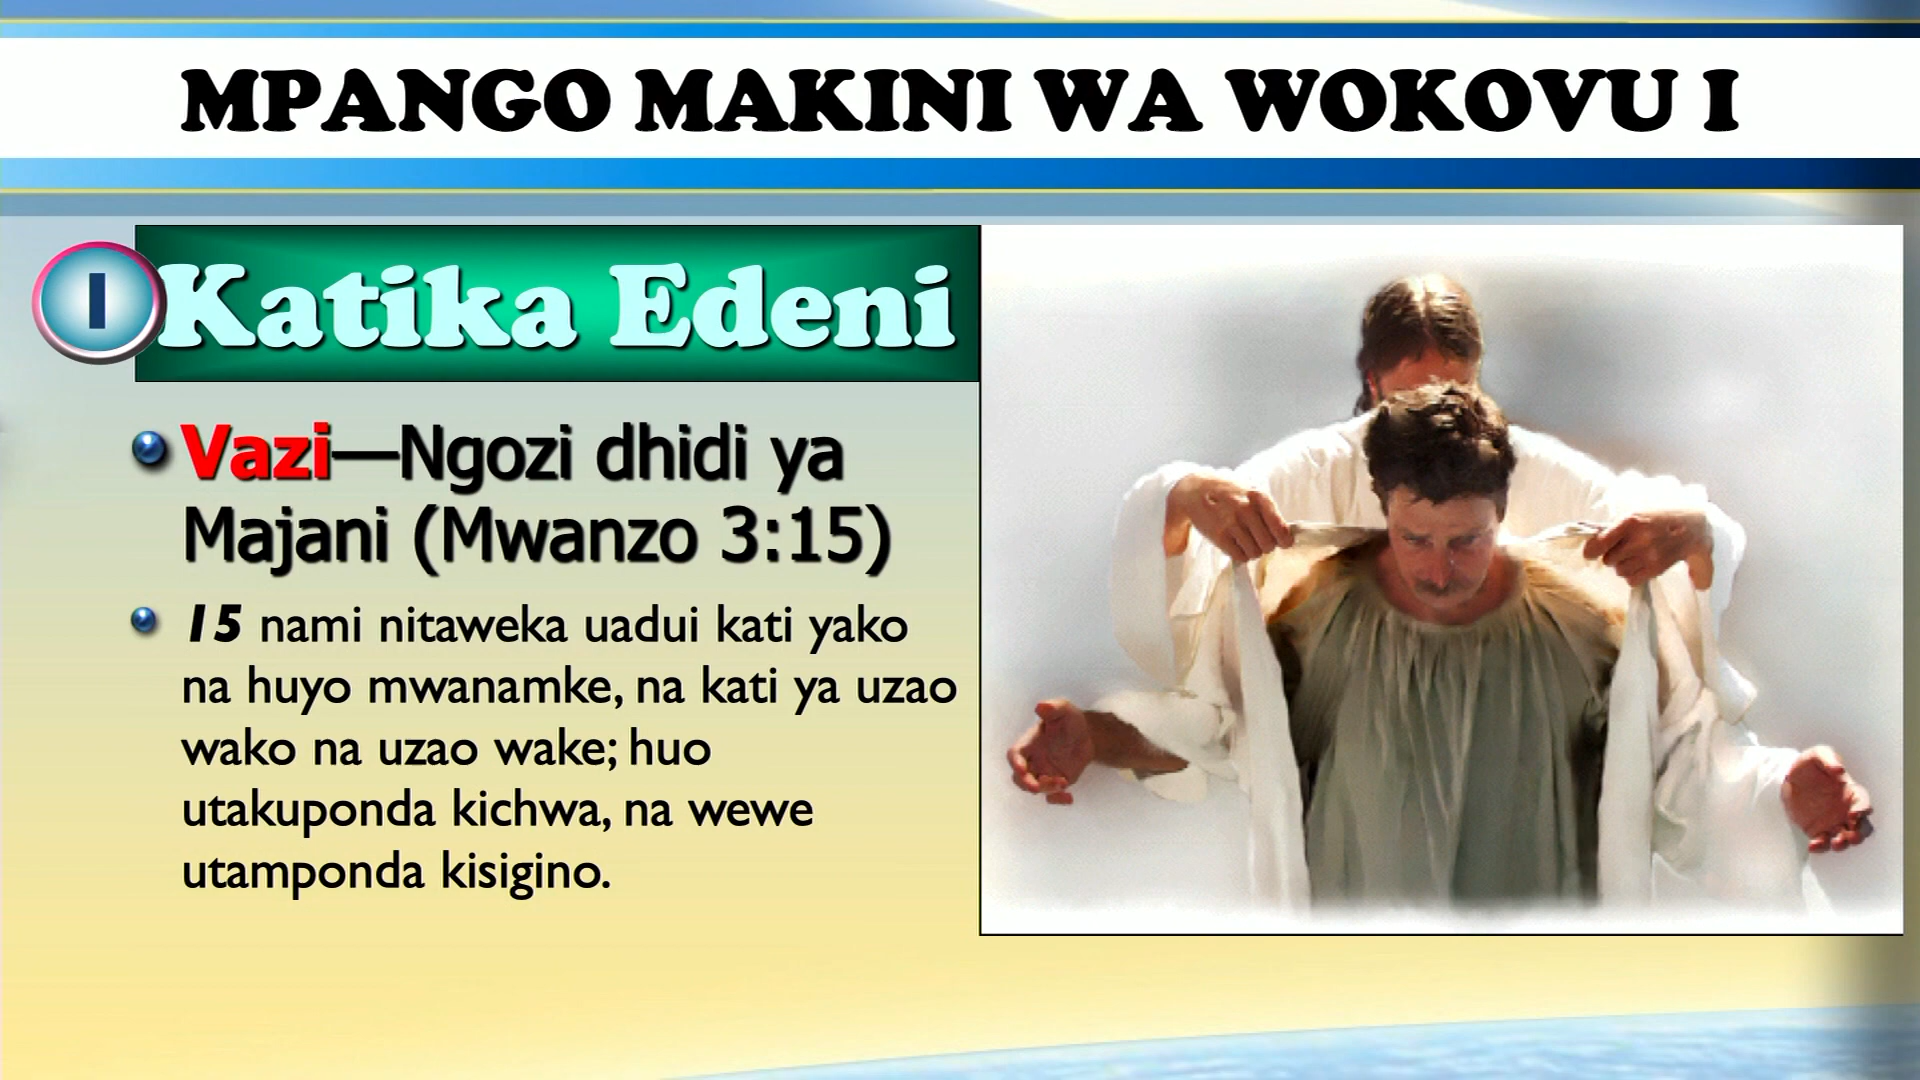 MPANGO MAKINI WA WOKOVU I
1 Katika Edeni
Vazi—Ngozi dhidi ya
Majani (Mwanzo 3:15)
15 nami nitaweka uadui kati yako
na huyo mwanamke, na kati ya uzao
wako na uzao wake; huo
utakuponda kichwa, na wewe
utamponda kisigino.